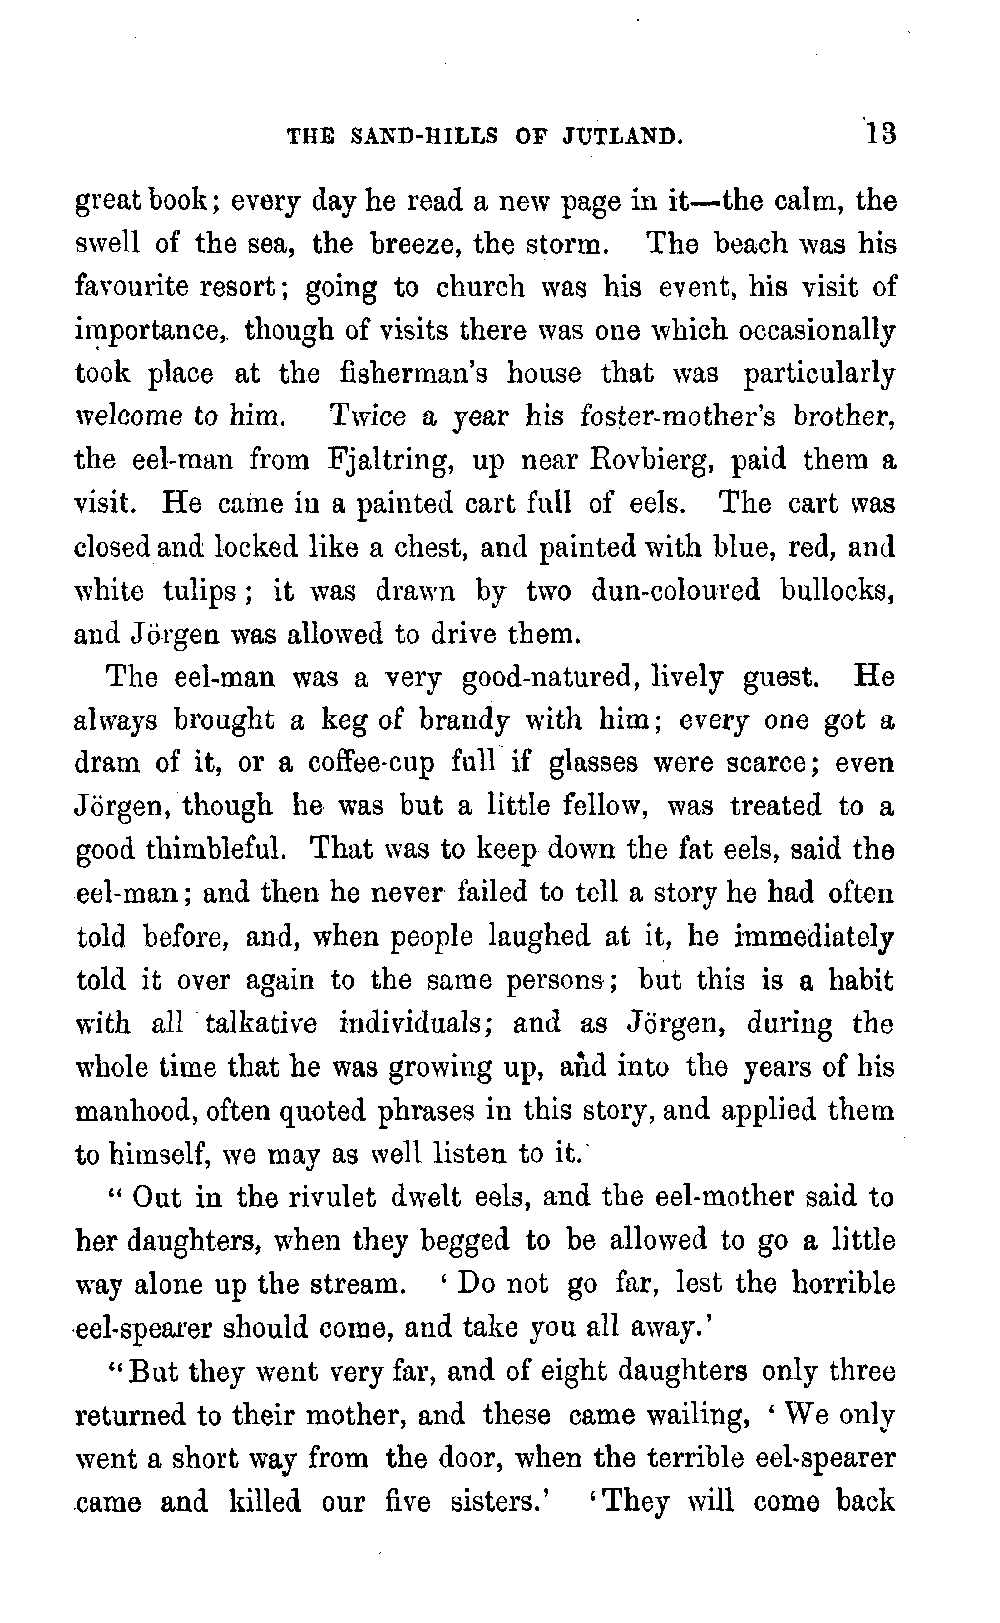 THE SAND-HILLS OF JUTLAND. 13
great book; every day he read a new page in it—the calm, the
swell of the sea, the breeze, the storm. The beach was his
favourite resort; going to church was his event, his visit of
importance, though of visits there was one which occasionally
took place at the fisherman's house that was particularly
welcome to him. Twice a year his foster-mother's brother,
the eel-man from Fjaltring, up near Rovbierg, paid them a
visit. He came in a painted cart full of eels. The cart was
closed and locked like a chest, and painted with blue, red, and
white tulips; it was drawn by two dun-coloured bullocks,
and Jörgen was allowed to drive them.
The eel-man was a very good-natured, lively guest. He
always brought a keg of brandy with him; every one got a
dram of it, or a coffee-cup full if glasses were scarce; even
Jörgen, though he was but a little fellow, was treated to a
good thimbleful. That was to keep down the fat eels, said the
eel-man; and then he never failed to tell a story he had often
told before, and, when people laughed at it, he immediately
told it over again to the same persons; but this is a habit
with all talkative individuals; and as Jörgen, during the
whole time that he was growing up, and into the years of his
manhood, often quoted phrases in this story, and applied them
to himself, we may as well listen to it.
"Out in the rivulet dwelt eels, and the eel-mother said to
her daughters, when they begged to be allowed to go a little
way alone up the stream. 'Do not go far, lest the horrible
eel-spearer should come, and take you all away.'
"But they went very far, and of eight daughters only three
returned to their mother, and these came wailing, 'We only
went a short way from the door, when the terrible eel-spearer
came and killed our five sisters.' 'They will come back